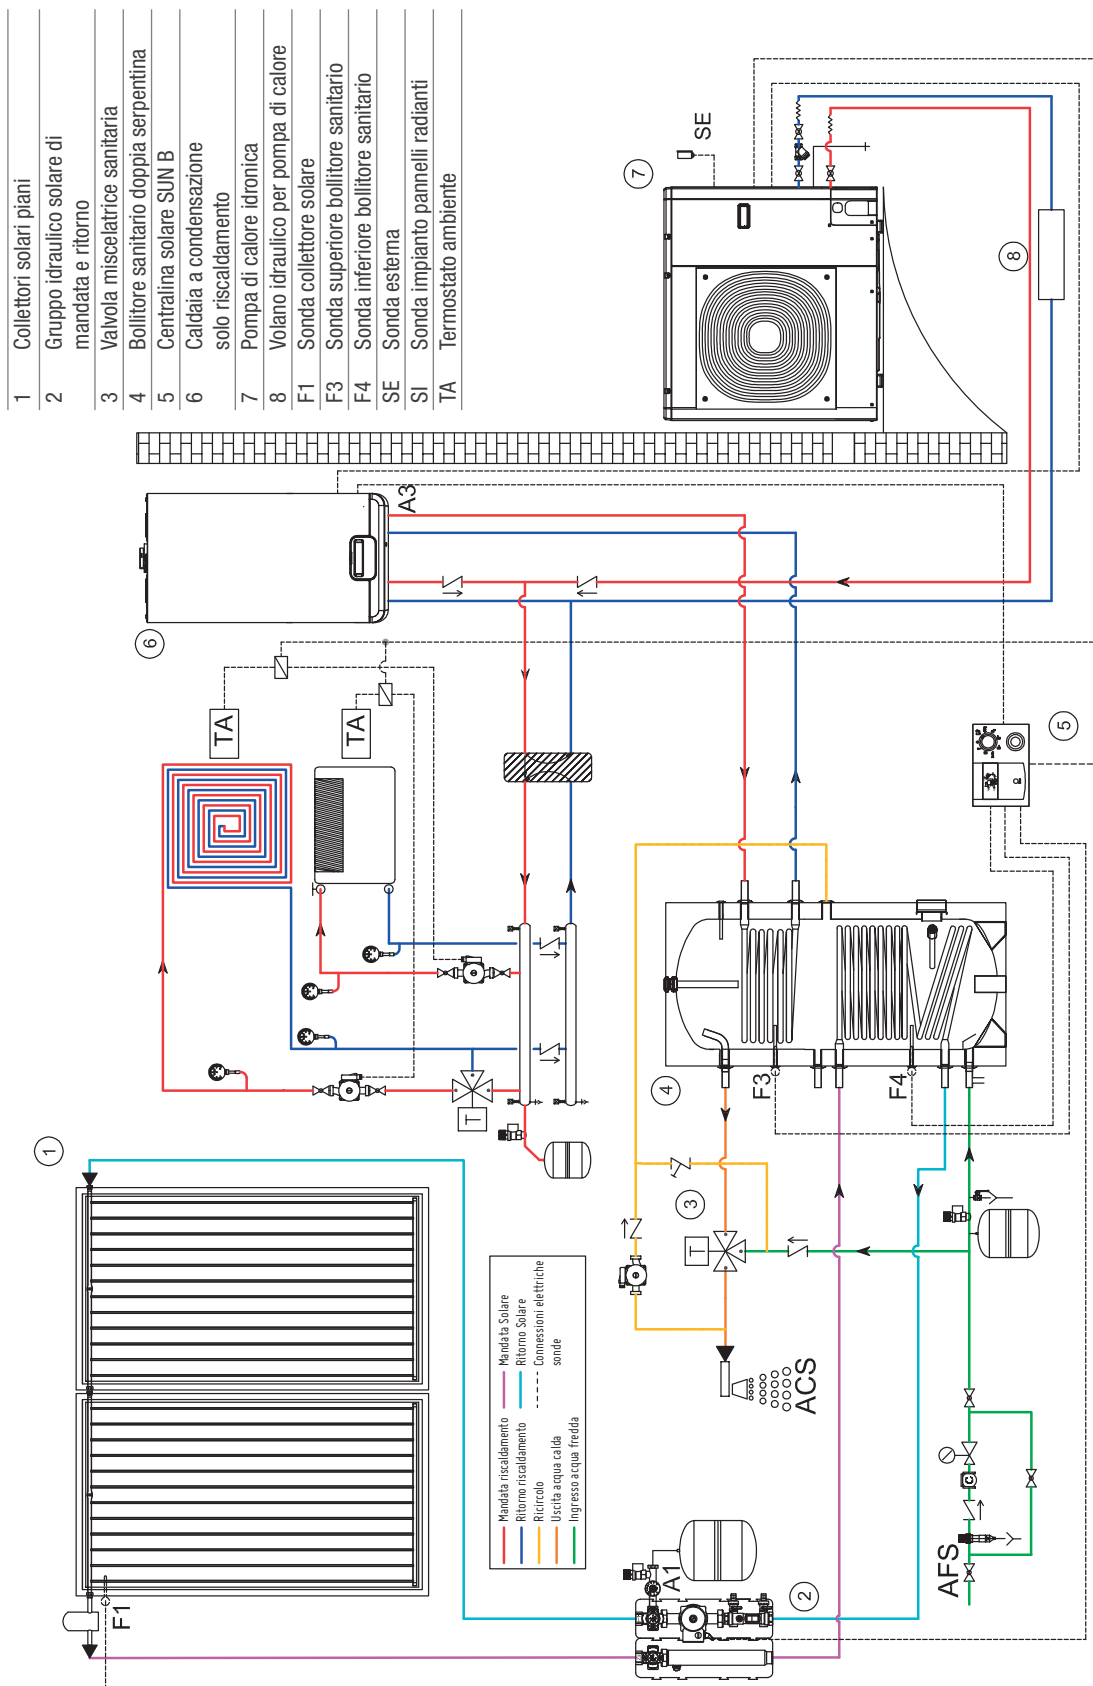 1 Collettori solari piani
2 Gruppo idraulico solare di
mandata e ritorno
3 Valvola miscelatrice sanitaria
4 Bollitore sanitario doppia serpentina
5 Centralina solare SUN B
6 Caldaia a condensazione
solo riscaldamento
7 Pompa di calore idronica
8 Volano idraulico per pompa di calore
F1 Sonda collettore solare
F3 Sonda superiore bollitore sanitario
F4 Sonda inferiore bollitore sanitario
SE Sonda esterna
SI Sonda impianto pannelli radianti
TA Termostato ambiente
1
F1
TA
TA
6
A3
7
SE
8
T
Mandata riscaldamento
Ritorno riscaldamento
Ricircolo
Uscita acqua calda
Ingresso acqua fredda
Mandata Solare
Ritorno Solare
Connessioni elettriche
sonde
A1
2
ACS
T
3
4
F3
F4
5
AFS
C